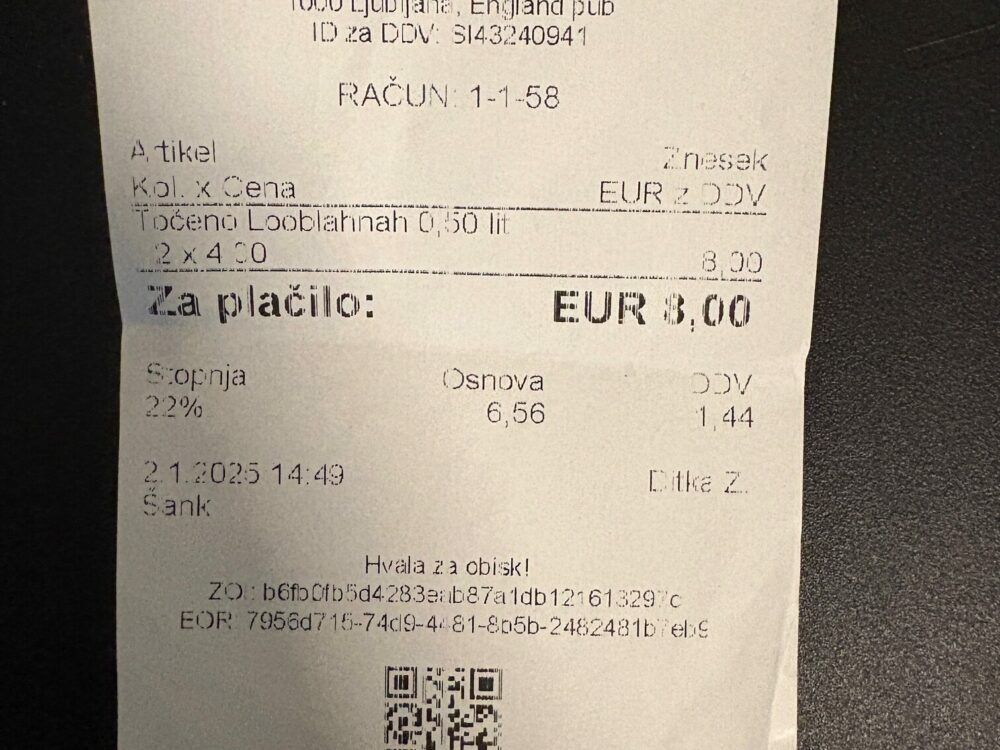 1000 Ljubljana, England pub
ID za DDV: SI43240941
RAČUN: 1-1-58
Artikel Znesek
Kol. x Cena EUR z DDV
Točeno Looblahnah 0,50 lit
2 x 4,00 8,00
Za plačilo: EUR 8,00
Stopnja Osnova DDV
22% 6,56 1,44
2.1.2025 14:49 Ditka Z.
Šank
Hvala za obisk!
ZOI: b6fb0fb5d4283eab87a1db121613297c
EOR: 7956d715-74d9-4481-8b5b-2482481b7eb9